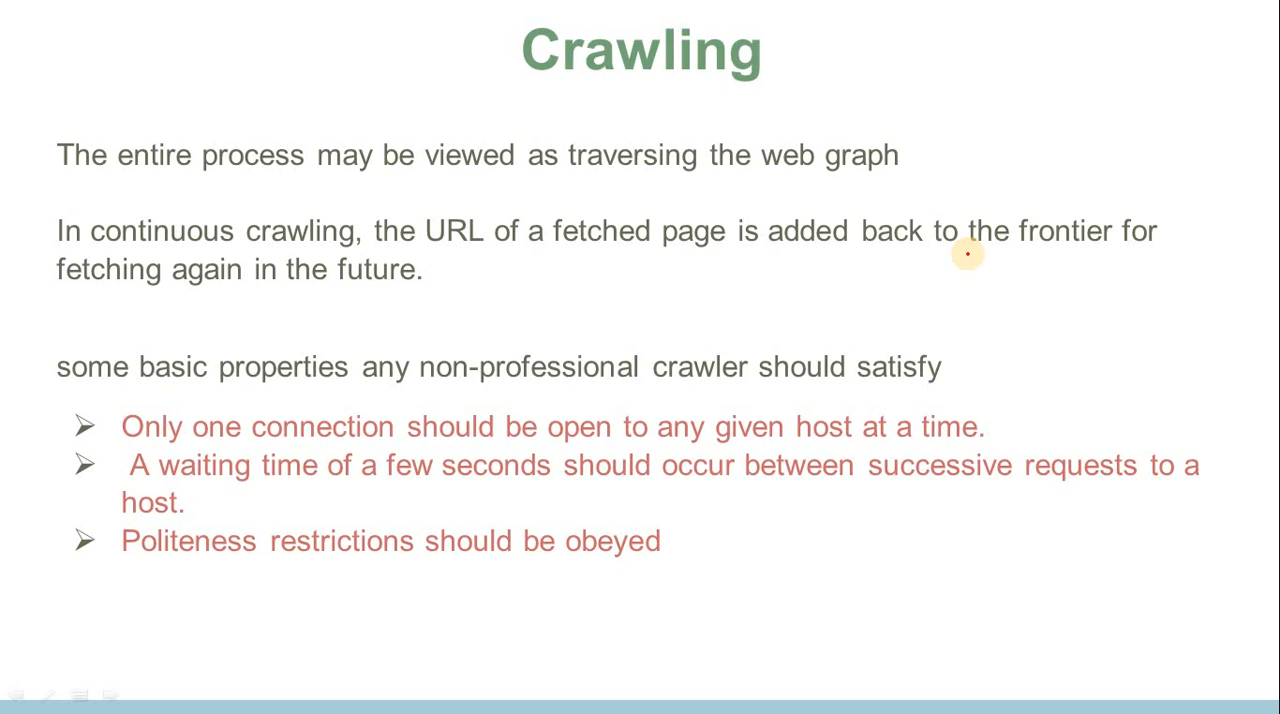 Crawling
The entire process may be viewed as traversing the web graph
In continuous crawling, the URL of a fetched page is added back to the frontier for
fetching again in the future.
some basic properties any non-professional crawler should satisfy
Only one connection should be open to any given host at a time.
A waiting time of a few seconds should occur between successive requests to a
host.
Politeness restrictions should be obeyed